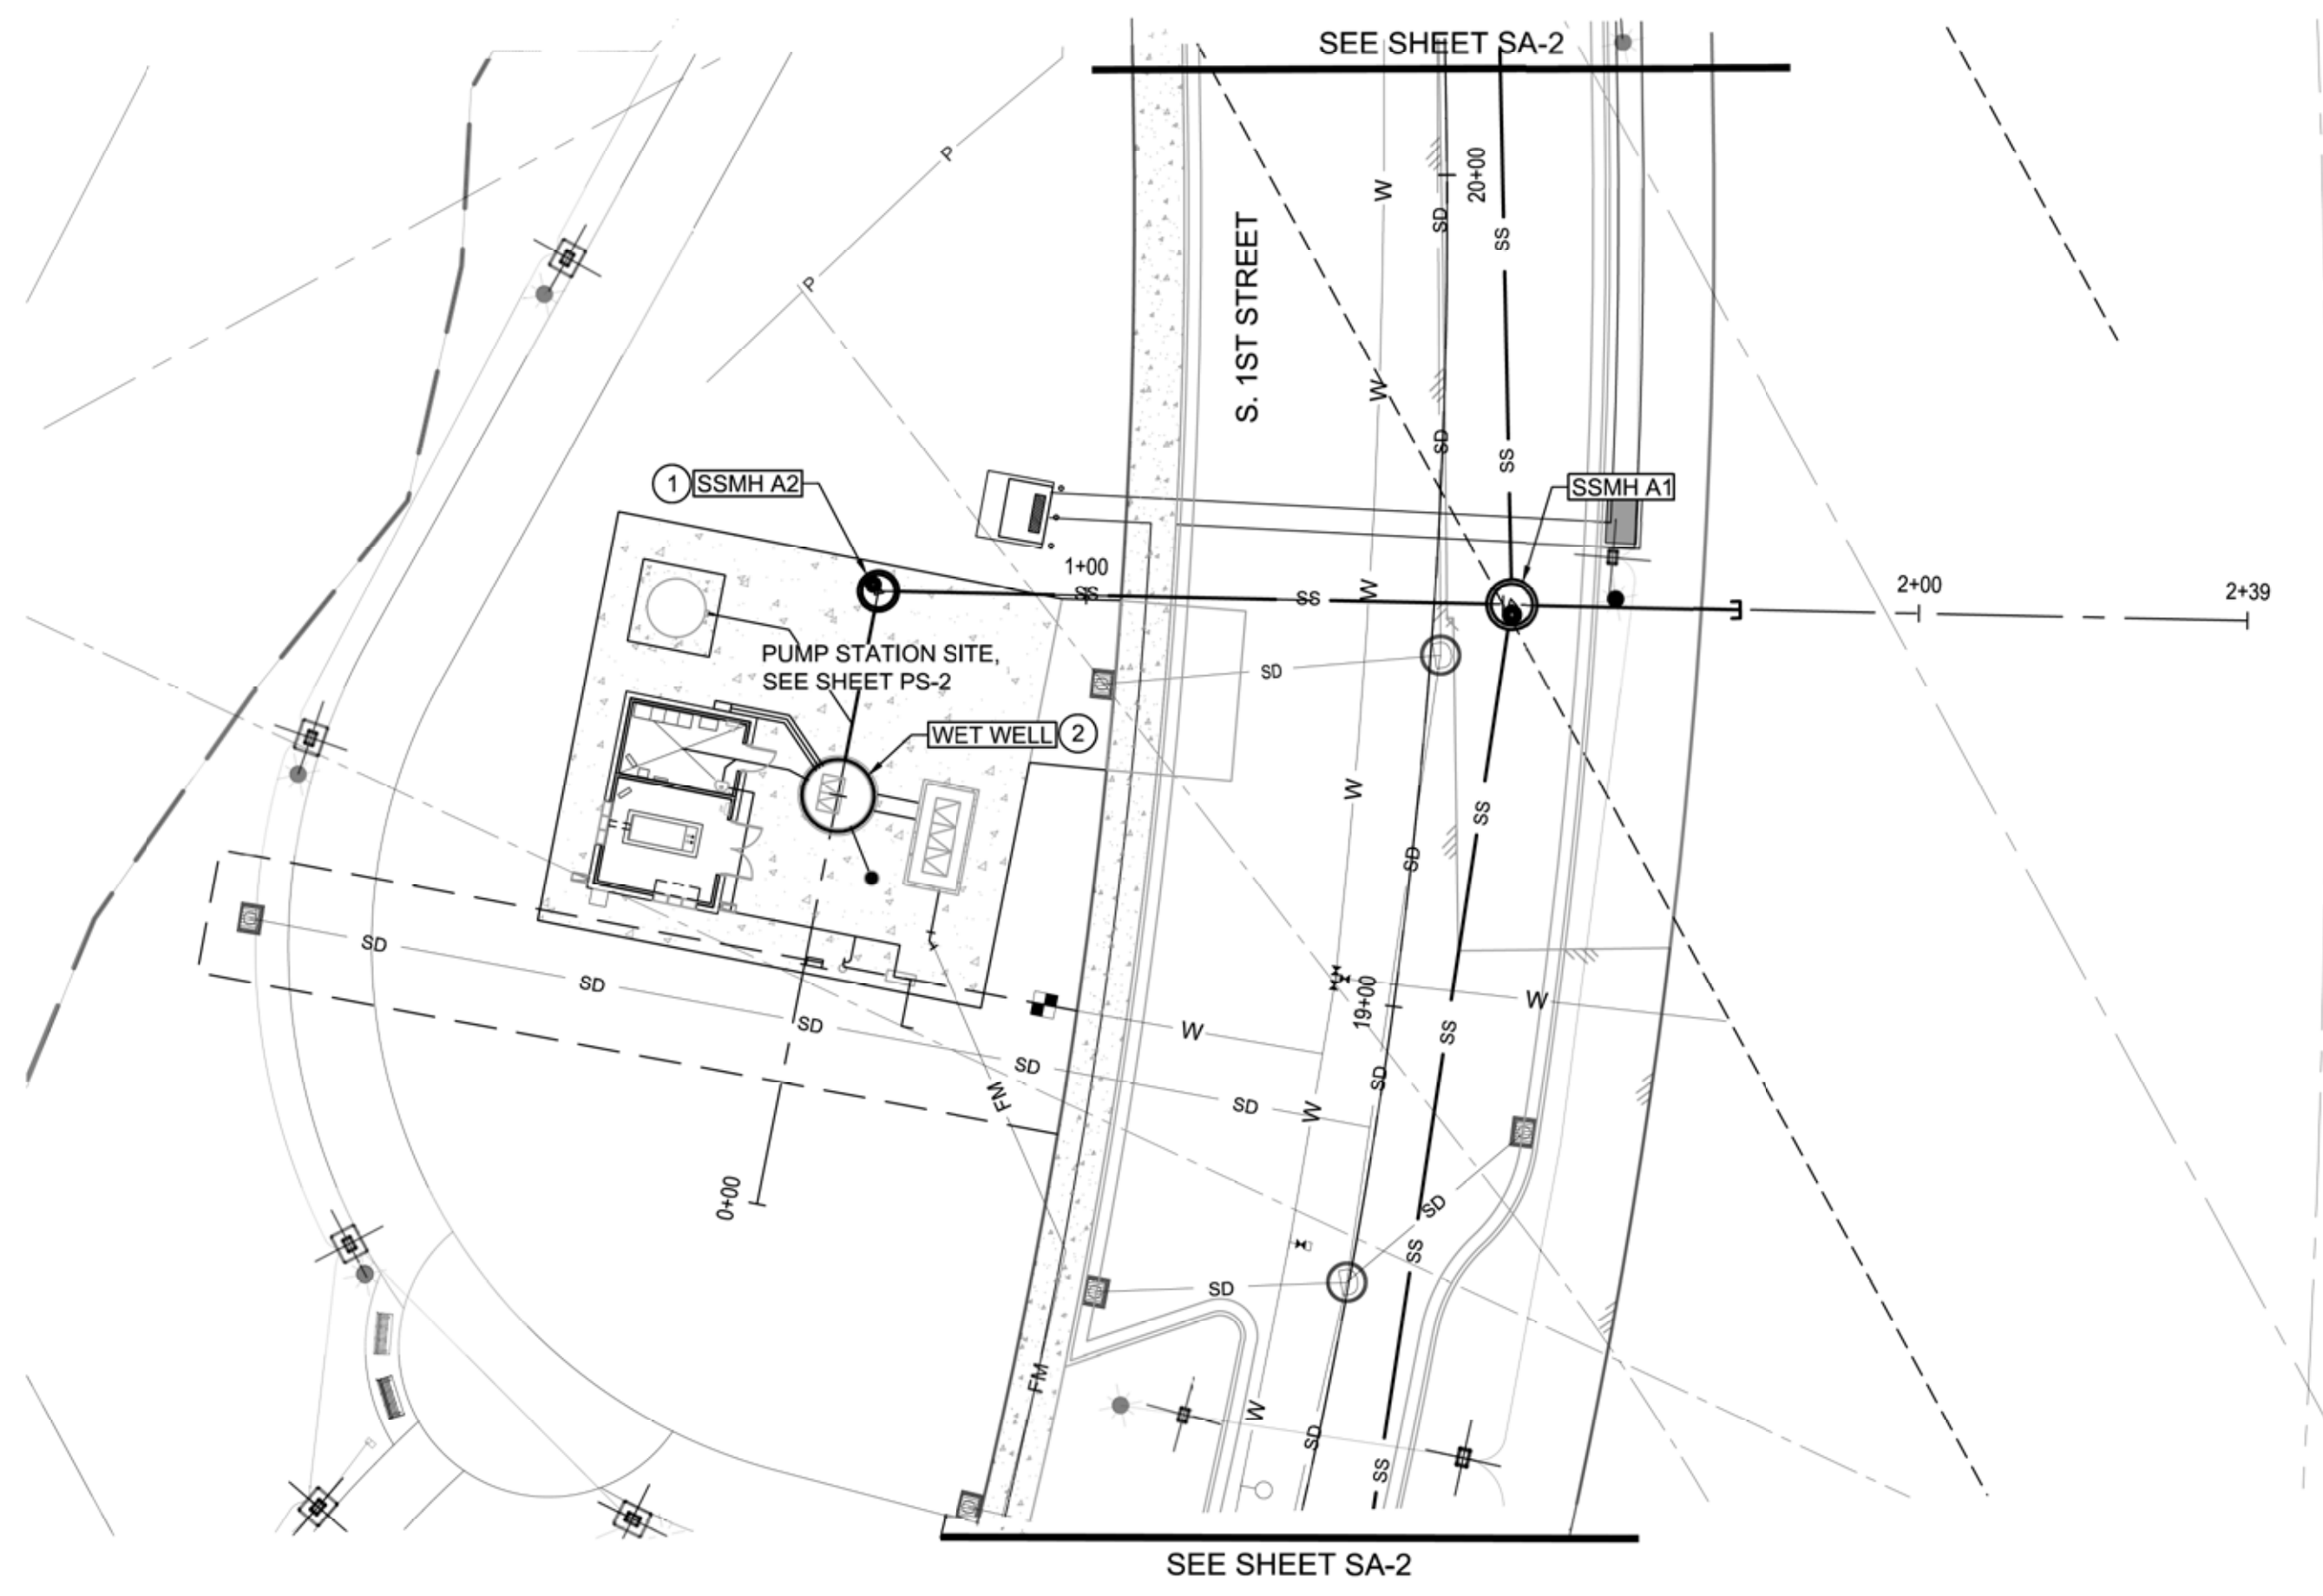 SEE SHEET SA-2
P
20+00
W
SD
SS
S. 1ST STREET
P
W
SD
SS
1 SSMH A2
SSMH A1
1+00
SS
SS
W
2+00
2+39
PUMP STATION SITE,
SEE SHEET PS-2
SD
WET WELL 2
W
SS
SD
SD
SD
SD
W
19+00
W
SS
SD
SD
SD
FM
W
0+00
SD
SS
SD
FM
W
SD
SS
SEE SHEET SA-2